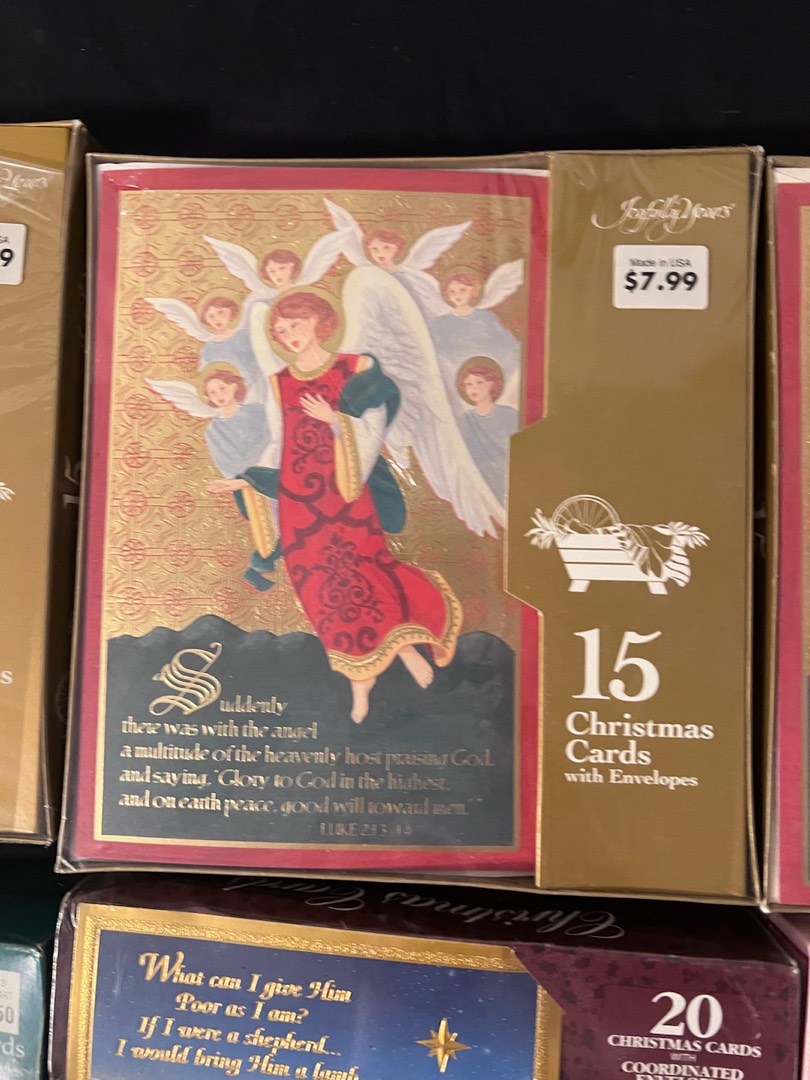 Joyfully Yours
Made in USA
$7.99
9
15
Christmas
Cards
with Envelopes
Suddenly
there was with the angel
a multitude of the heavenly host praising God,
and saying, "Glory to God in the highest,
and on earth peace, good will toward men."
LUKE 2:13-14
Christmas Cards
What can I give Him
Poor as I am?
If I were a shepherd...
I would bring Him a lamb
20
CHRISTMAS CARDS
WITH
COORDINATED